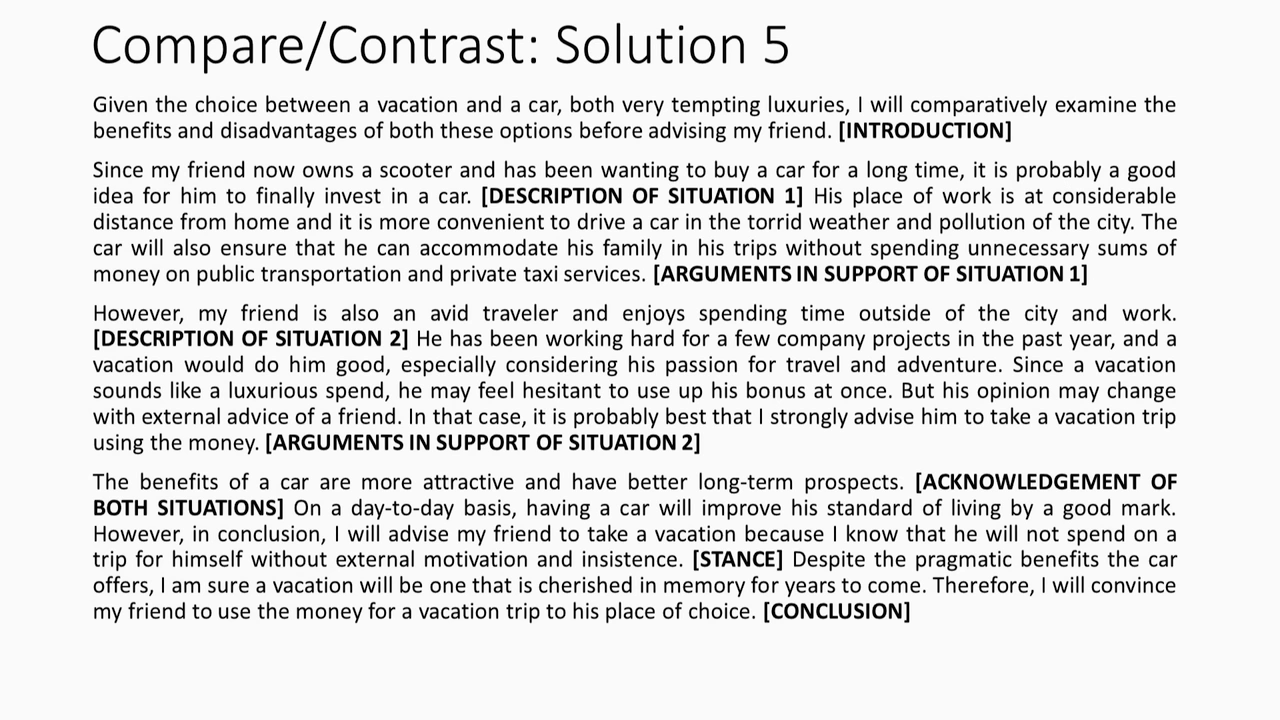 Compare/Contrast: Solution 5
Given the choice between a vacation and a car, both very tempting luxuries, I will comparatively examine the
benefits and disadvantages of both these options before advising my friend. [INTRODUCTION]
Since my friend now owns a scooter and has been wanting to buy a car for a long time, it is probably a good
idea for him to finally invest in a car. [DESCRIPTION OF SITUATION 1] His place of work is at considerable
distance from home and it is more convenient to drive a car in the torrid weather and pollution of the city. The
car will also ensure that he can accommodate his family in his trips without spending unnecessary sums of
money on public transportation and private taxi services. [ARGUMENTS IN SUPPORT OF SITUATION 1]
However, my friend is also an avid traveler and enjoys spending time outside of the city and work.
[DESCRIPTION OF SITUATION 2] He has been working hard for a few company projects in the past year, and a
vacation would do him good, especially considering his passion for travel and adventure. Since a vacation
sounds like a luxurious spend, he may feel hesitant to use up his bonus at once. But his opinion may change
with external advice of a friend. In that case, it is probably best that I strongly advise him to take a vacation trip
using the money. [ARGUMENTS IN SUPPORT OF SITUATION 2]
The benefits of a car are more attractive and have better long-term prospects. [ACKNOWLEDGEMENT OF
BOTH SITUATIONS] On a day-to-day basis, having a car will improve his standard of living by a good mark.
However, in conclusion, I will advise my friend to take a vacation because I know that he will not spend on a
trip for himself without external motivation and insistence. [STANCE] Despite the pragmatic benefits the car
offers, I am sure a vacation will be one that is cherished in memory for years to come. Therefore, I will convince
my friend to use the money for a vacation trip to his place of choice. [CONCLUSION]